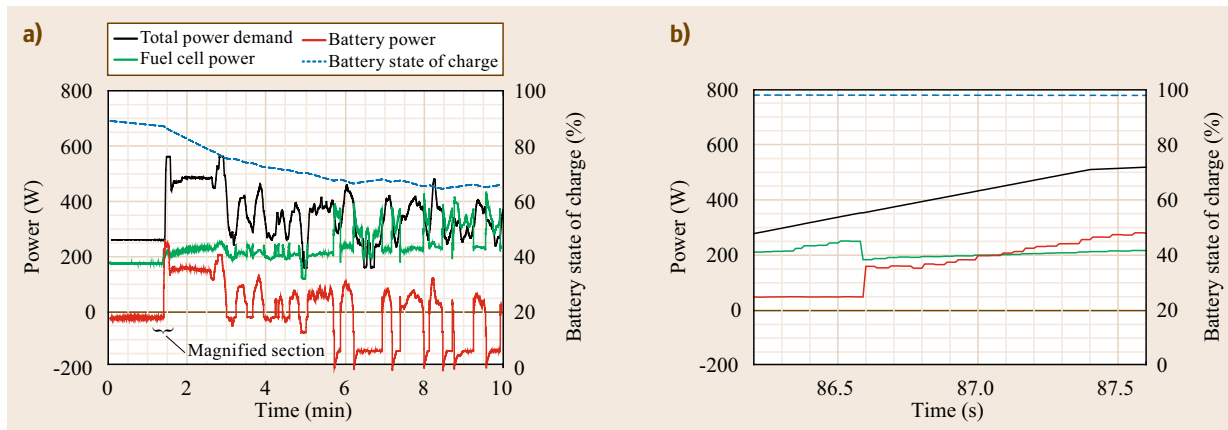 a)
Total power demand
Battery power
Fuel cell power
Battery state of charge
Power (W)
Battery state of charge (%)
800
600
400
200
0
-200
100
80
60
40
20
0
Magnified section
0
2
4
6
8
10
Time (min)
b)
Power (W)
Battery state of charge (%)
800
600
400
200
0
-200
100
80
60
40
20
0
86.5
87.0
87.5
Time (s)